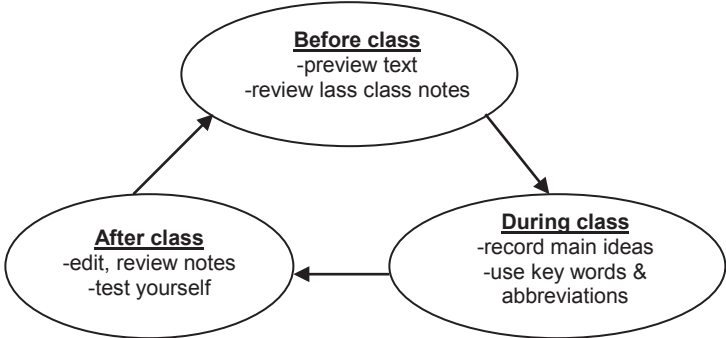 Before class
-preview text
-review lass class notes
During class
-record main ideas
-use key words &
abbreviations
After class
-edit, review notes
-test yourself